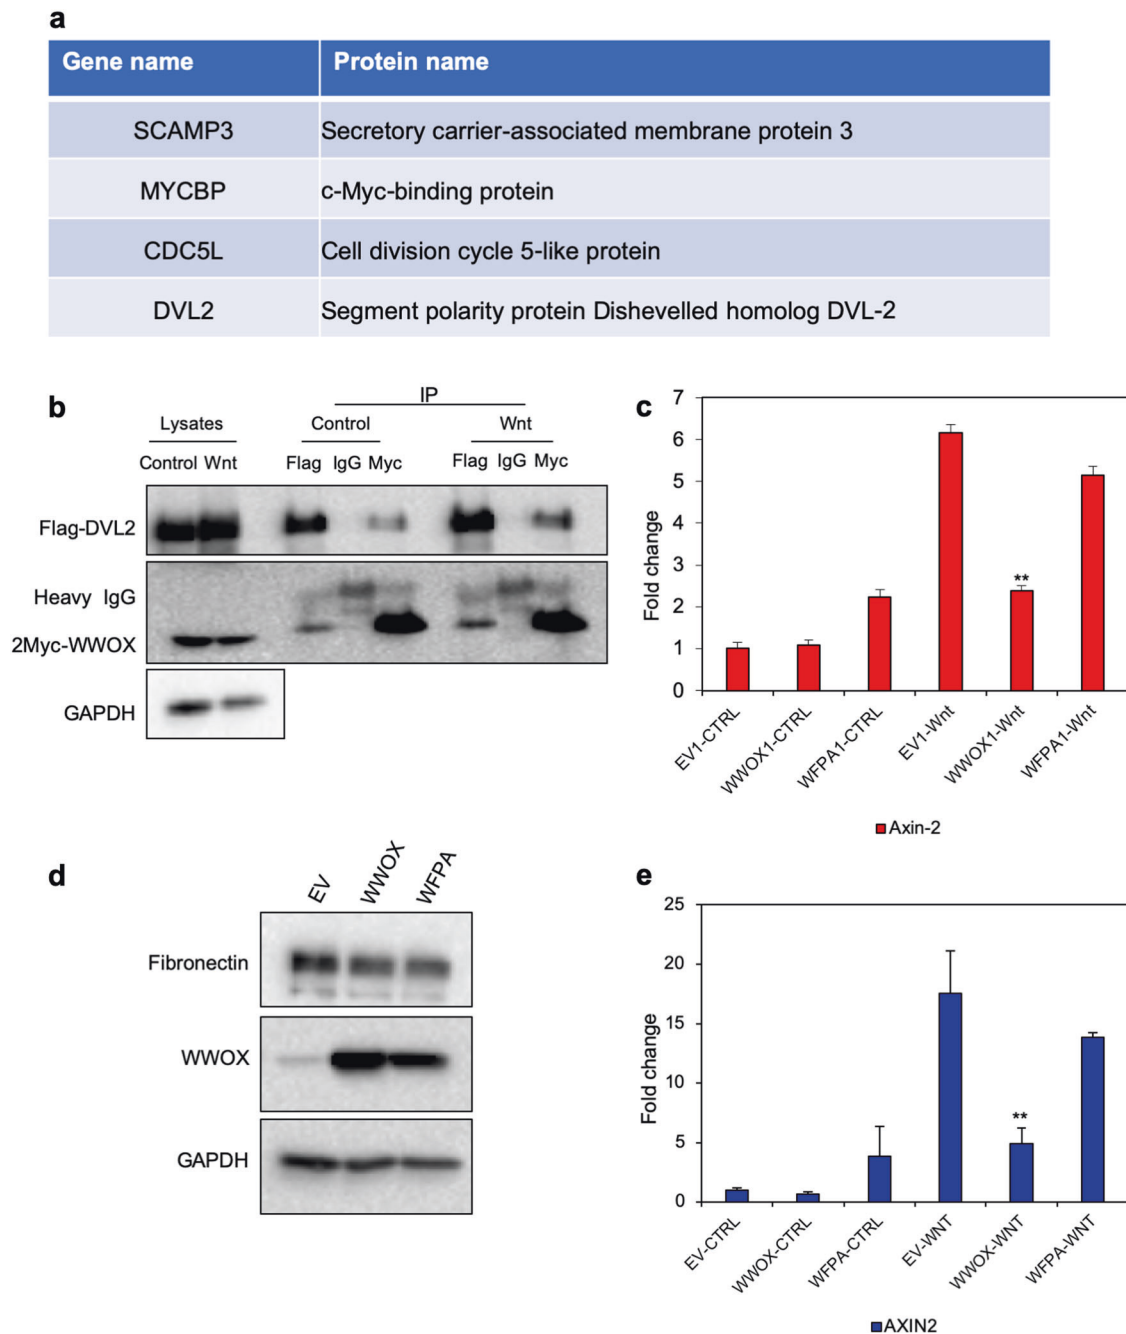 a
Gene name Protein name
SCAMP3 Secretory carrier-associated membrane protein 3
MYCBP c-Myc-binding protein
CDC5L Cell division cycle 5-like protein
DVL2 Segment polarity protein Dishevelled homolog DVL-2
b
IP
Lysates Control Wnt
Control Wnt Flag IgG Myc Flag IgG Myc
Flag-DVL2
Heavy IgG
2Myc-WWOX
GAPDH
c
Fold change
7
6
5
4
3
2
1
0
**
EV1-CTRL WWOX1-CTRL WFPA1-CTRL EV1-Wnt WWOX1-Wnt WFPA1-Wnt
Axin-2
d
EV WWOX WFPA
Fibronectin
WWOX
GAPDH
e
Fold change
25
20
15
10
5
0
**
EV-CTRL WWOX-CTRL WFPA-CTRL EV-WNT WWOX-WNT WFPA-WNT
AXIN2